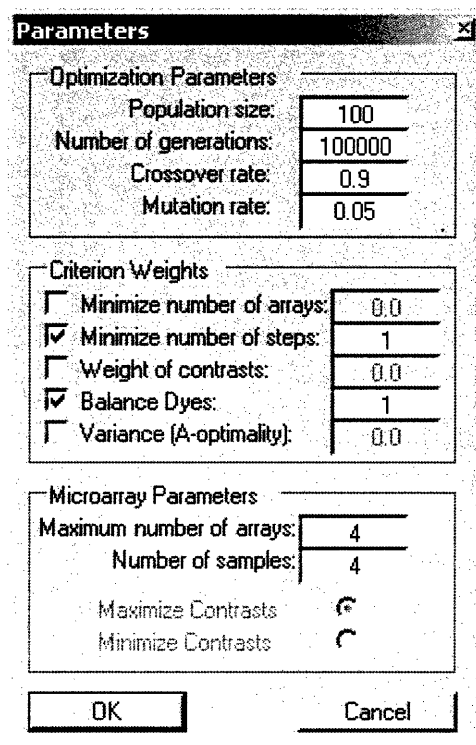 Parameters
Optimization Parameters
Population size: 100
Number of generations: 100000
Crossover rate: 0.9
Mutation rate: 0.05
Criterion Weights
Minimize number of arrays: 0.0
Minimize number of steps: 1
Weight of contrasts: 0.0
Balance Dyes: 1
Variance (A-optimality): 0.0
Microarray Parameters
Maximum number of arrays: 4
Number of samples: 4
Maximize Contrasts
Minimize Contrasts
OK Cancel